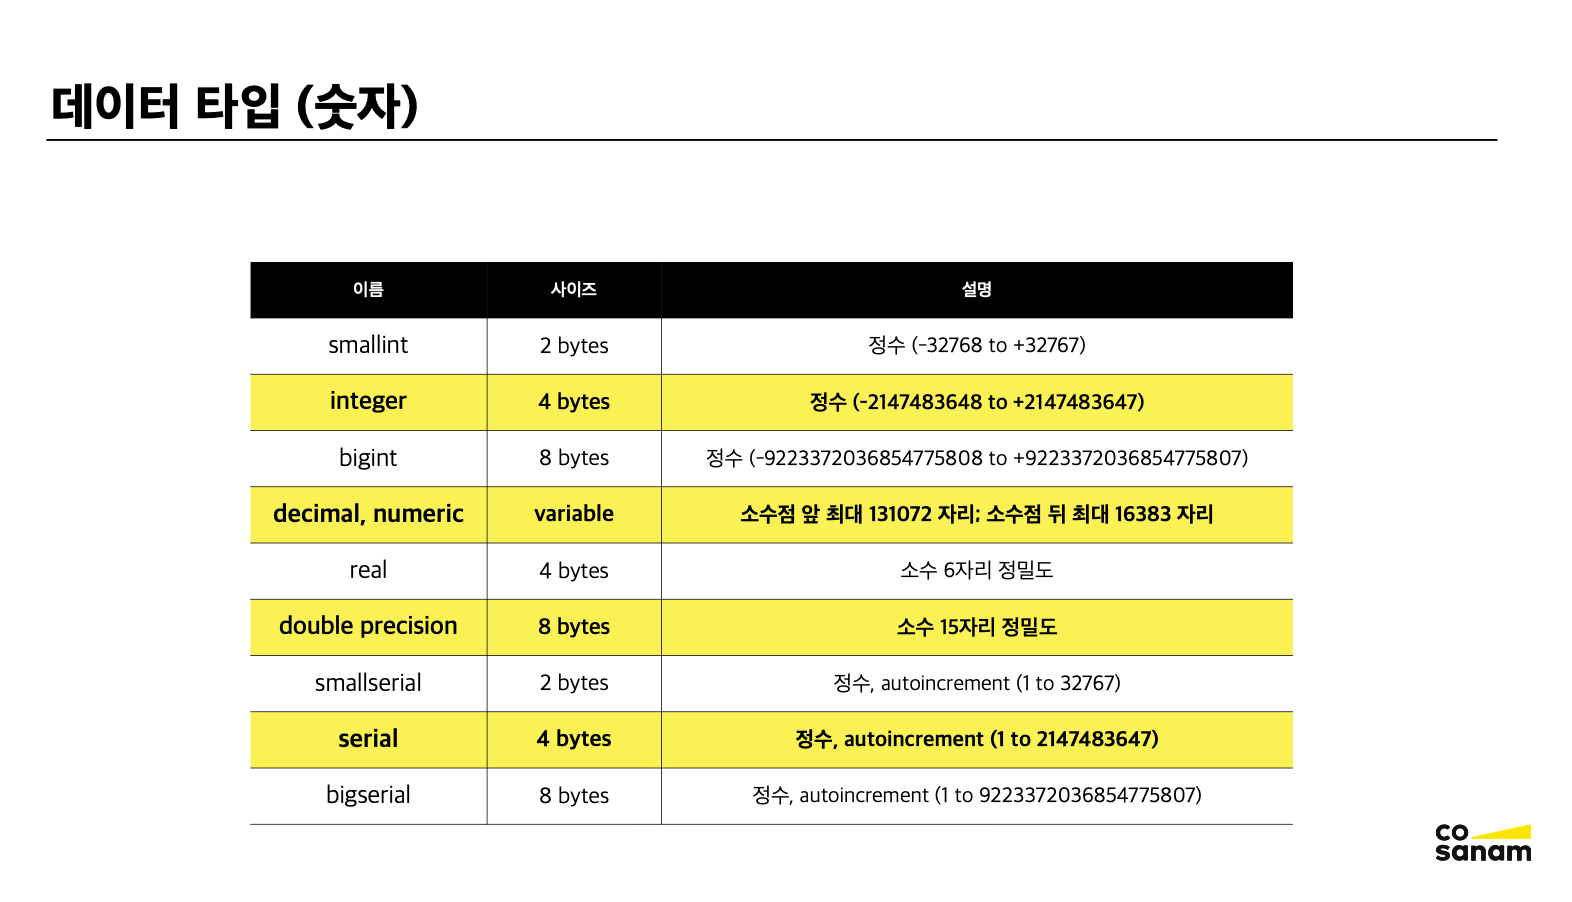 데이터 타입 (숫자)
이름 사이즈 설명
smallint 2 bytes 정수 (-32768 to +32767)
integer 4 bytes 정수 (-2147483648 to +2147483647)
bigint 8 bytes 정수 (-9223372036854775808 to +9223372036854775807)
decimal, numeric variable 소수점 앞 최대 131072 자리; 소수점 뒤 최대 16383 자리
real 4 bytes 소수 6자리 정밀도
double precision 8 bytes 소수 15자리 정밀도
smallserial 2 bytes 정수, autoincrement (1 to 32767)
serial 4 bytes 정수, autoincrement (1 to 2147483647)
bigserial 8 bytes 정수, autoincrement (1 to 9223372036854775807)
co
sanam